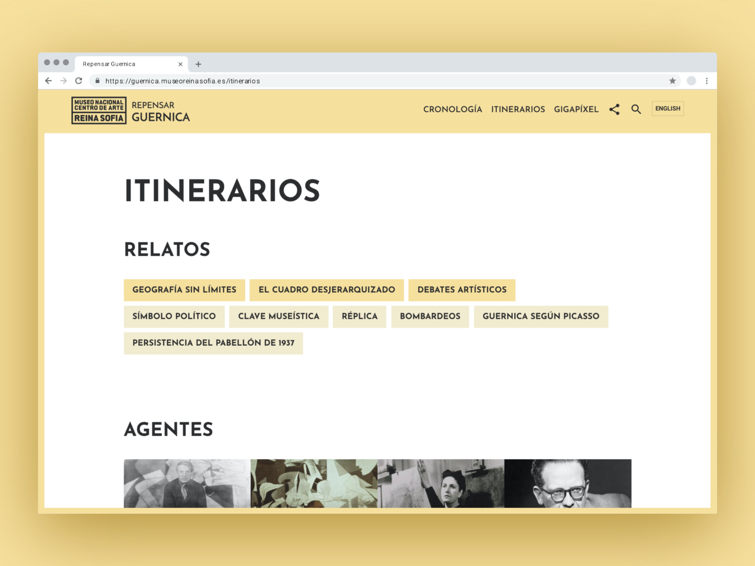 Repensar Guernica
https://guernica.museoreinasofia.es/itinerarios
MUSEO NACIONAL
CENTRO DE ARTE
REINA SOFIA
REPENSAR
GUERNICA
CRONOLOGÍA ITINERARIOS GIGAPÍXEL ENGLISH
ITINERARIOS
RELATOS
GEOGRAFÍA SIN LÍMITES EL CUADRO DESJERARQUIZADO DEBATES ARTÍSTICOS
SÍMBOLO POLÍTICO CLAVE MUSEÍSTICA RÉPLICA BOMBARDEOS GUERNICA SEGÚN PICASSO
PERSISTENCIA DEL PABELLÓN DE 1937
AGENTES